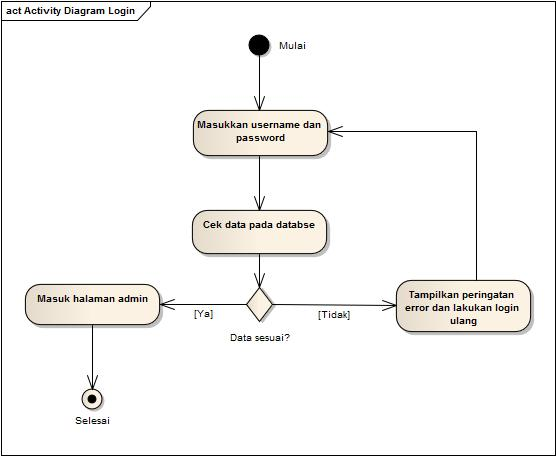 act Activity Diagram Login
Mulai
Masukkan username dan
password
Cek data pada databse
Masuk halaman admin
[Ya]
[Tidak]
Data sesuai?
Tampilkan peringatan
error dan lakukan login
ulang
Selesai